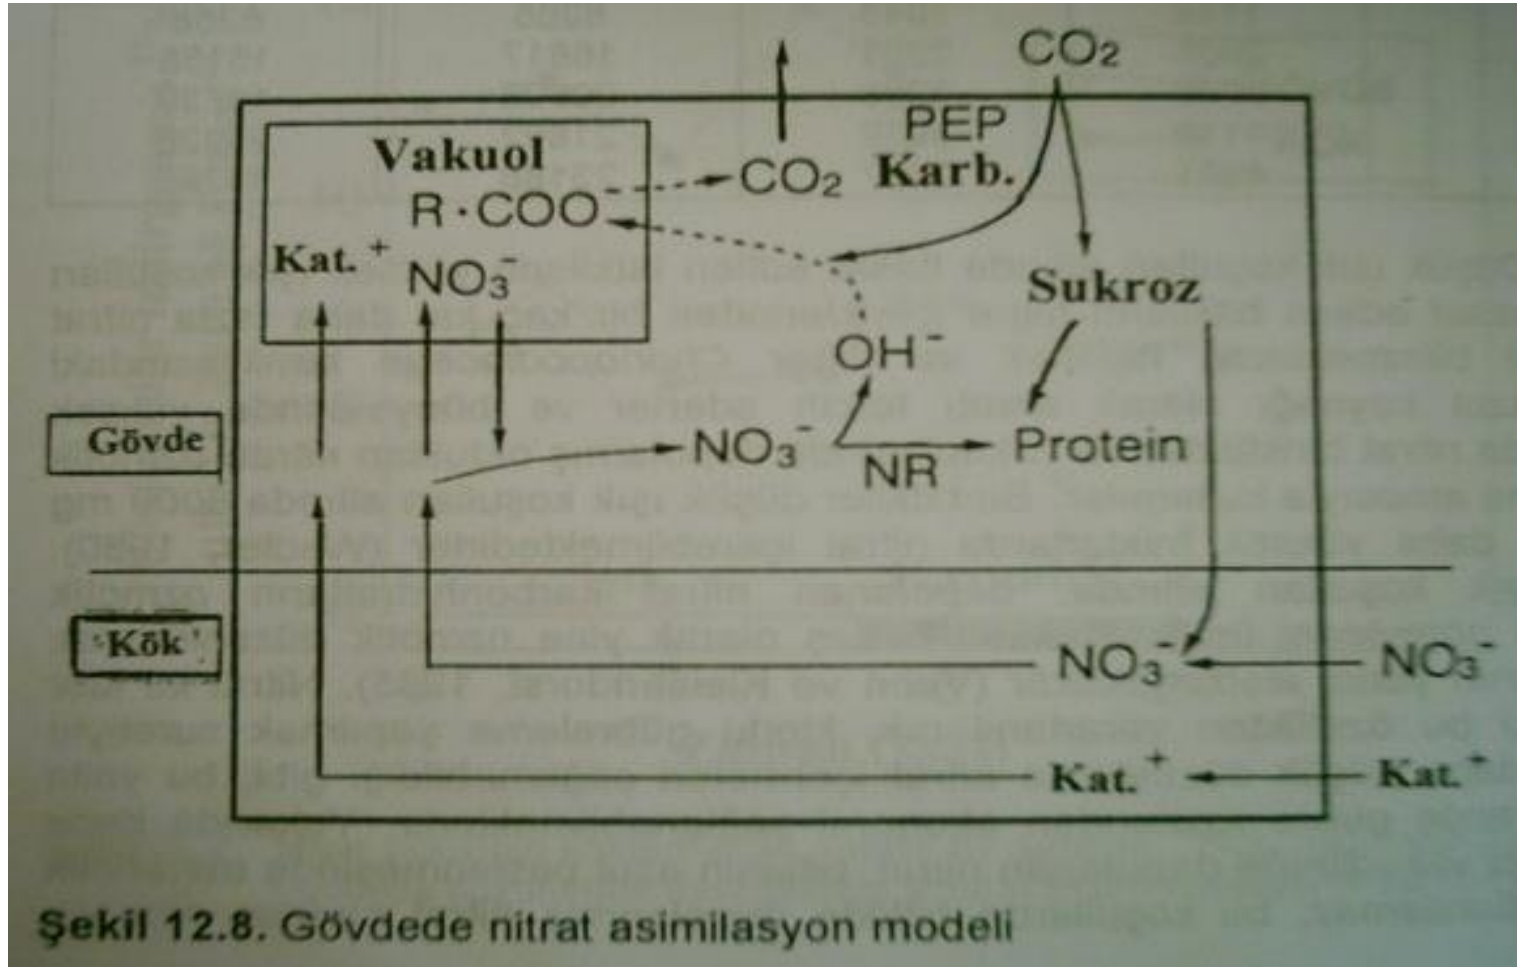 CO₂
PEP
Karb.
Vakuol
R·COO⁻
CO₂
Kat.⁺
NO₃⁻
Sukroz
OH⁻
Gövde
NO₃⁻
NR
Protein
Kök
NO₃⁻
NO₃⁻
Kat.⁺
Kat.⁺
Şekil 12.8. Gövdede nitrat asimilasyon modeli